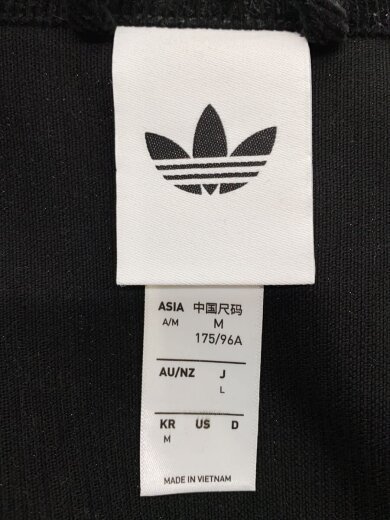 ASIA 中国尺码
A/M M
175/96A
AU/NZ J
L
KR US D
M
MADE IN VIETNAM